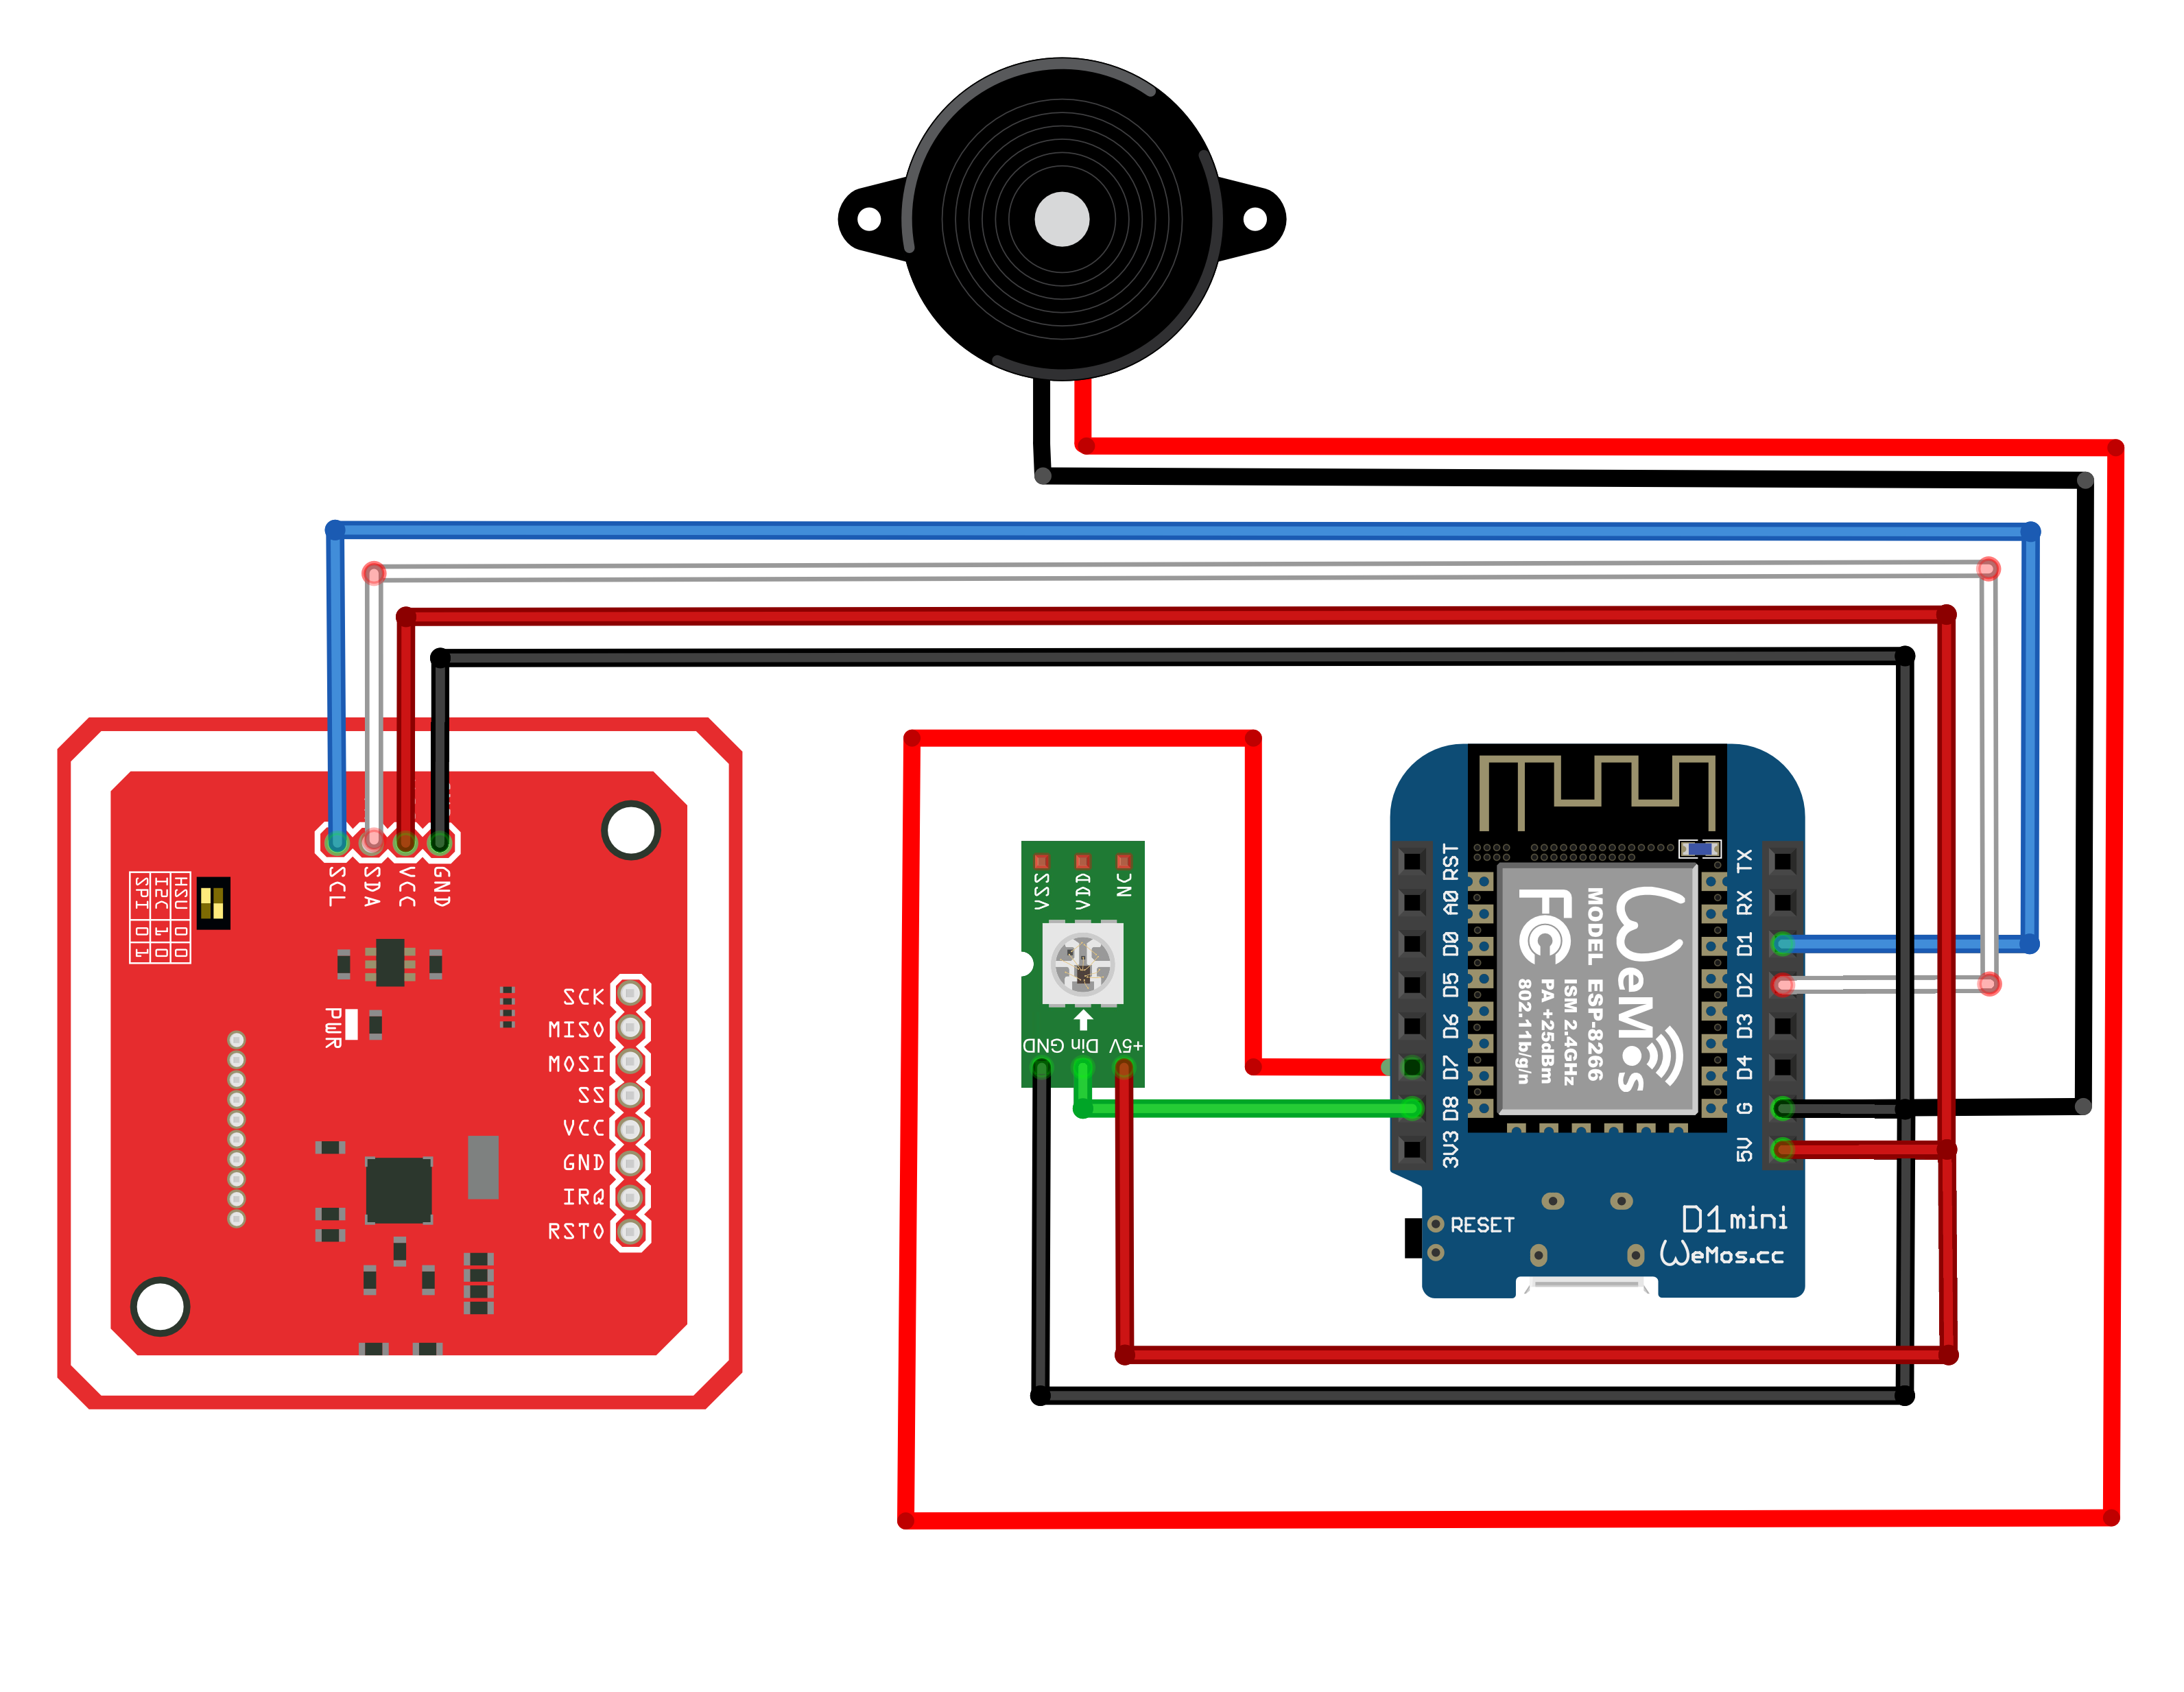 SCL
SDA
VCC
GND
HSU 0 0
I2C 1 0
SPI 0 1
PWR
SCK
MISO
MOSI
SS
VCC
GND
IRQ
RSTO
VSS
VDD
NC
GND
Din
+5V
RST
A0
D0
D5
D6
D7
D8
3V3
TX
RX
D1
D2
D3
D4
G
5V
WeMos
FC
MODEL ESP-8266
ISM 2.4GHz
PA +25dBm
802.11b/g/n
RESET
D1mini
WeMos.cc